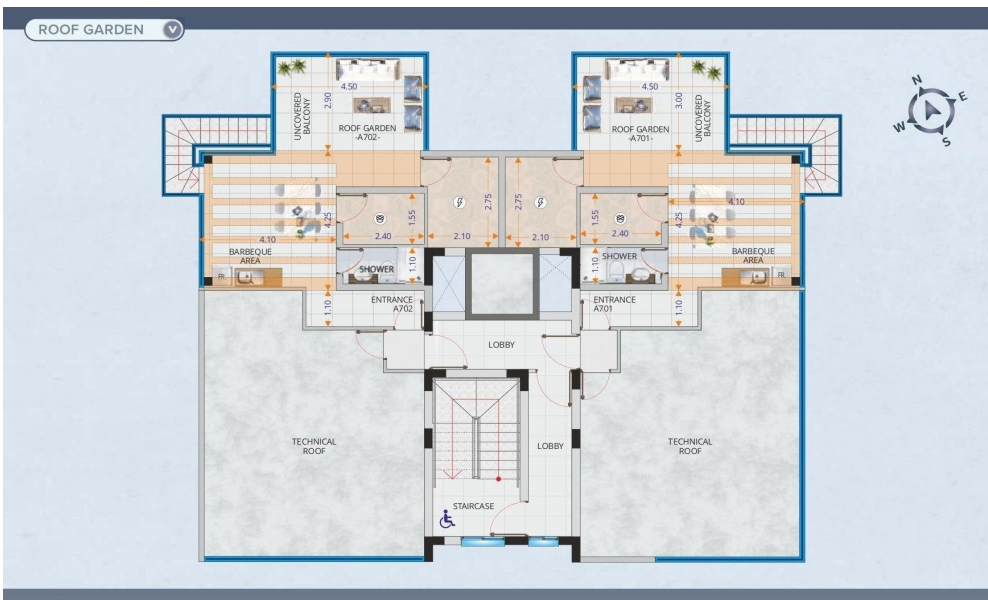 ROOF GARDEN
N
E
W
S
UNCOVERED
BALCONY
4.50
2.90
ROOF GARDEN
-A702-
4.50
3.00
UNCOVERED
BALCONY
ROOF GARDEN
-A701-
2.75
2.75
1.55
1.55
4.25
4.25
4.10
4.10
2.40
2.10
2.10
2.40
BARBEQUE
AREA
BARBEQUE
AREA
FR
FR
SHOWER
1.10
1.10
SHOWER
1.10
ENTRANCE
A702
ENTRANCE
A701
1.10
LOBBY
TECHNICAL
ROOF
LOBBY
TECHNICAL
ROOF
STAIRCASE